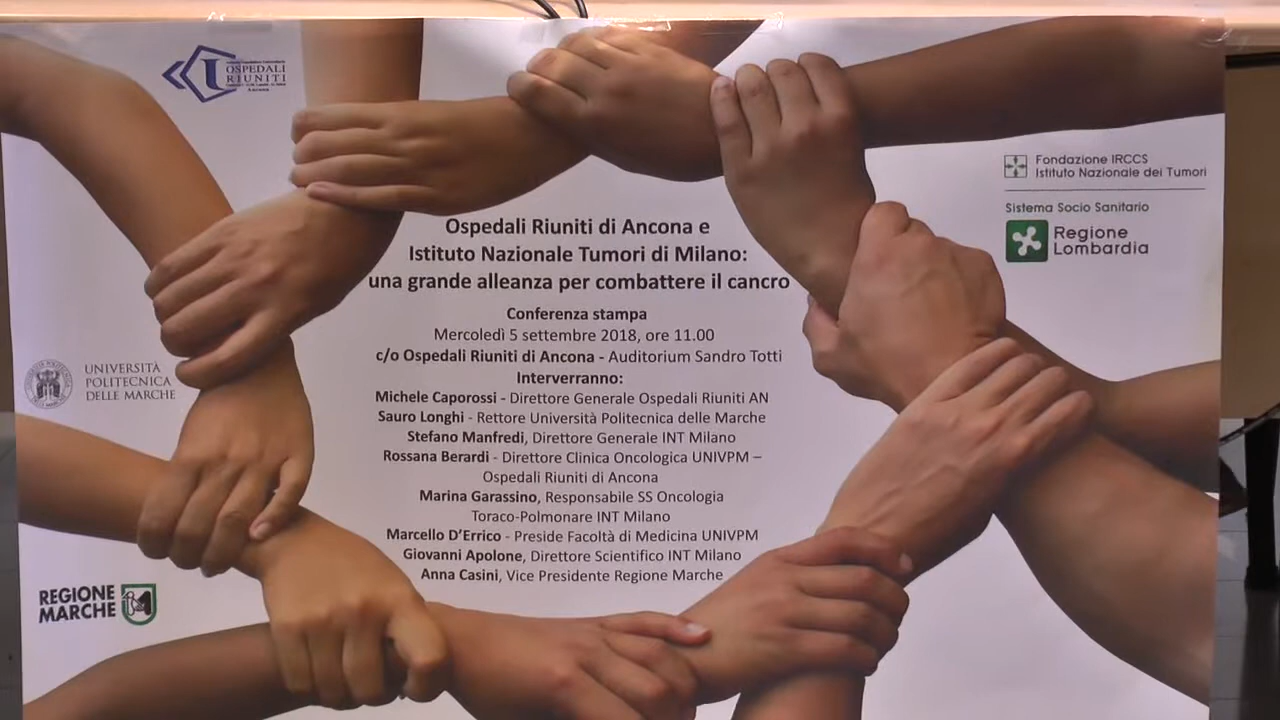 OSPEDALI
RIUNITI
Fondazione IRCCS
Istituto Nazionale dei Tumori
Sistema Socio Sanitario
Regione
Lombardia
Ospedali Riuniti di Ancona e
Istituto Nazionale Tumori di Milano:
una grande alleanza per combattere il cancro
Conferenza stampa
Mercoledì 5 settembre 2018, ore 11.00
c/o Ospedali Riuniti di Ancona - Auditorium Sandro Totti
Interverranno:
Michele Caporossi - Direttore Generale Ospedali Riuniti AN
Sauro Longhi - Rettore Università Politecnica delle Marche
Stefano Manfredi, Direttore Generale INT Milano
Rossana Berardi - Direttore Clinica Oncologica UNIVPM –
Ospedali Riuniti di Ancona
Marina Garassino, Responsabile SS Oncologia
Toraco-Polmonare INT Milano
Marcello D'Errico - Preside Facoltà di Medicina UNIVPM
Giovanni Apolone, Direttore Scientifico INT Milano
Anna Casini, Vice Presidente Regione Marche
UNIVERSITÀ
POLITECNICA
DELLE MARCHE
REGIONE
MARCHE